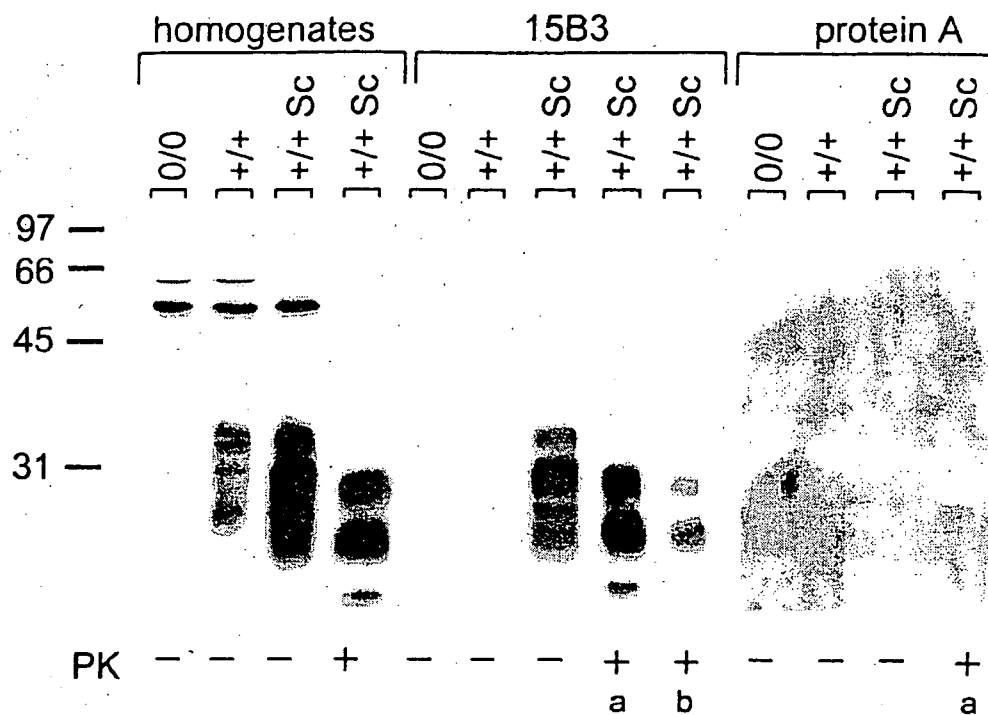 homogenates 15B3 protein A
]0/0 ]+/+ ]+/+ Sc ]+/+ Sc ]0/0 ]+/+ ]+/+ Sc ]+/+ Sc ]+/+ Sc ]0/0 ]+/+ ]+/+ Sc ]+/+ Sc
97
66
45
31
PK − − − + − − − + + − − − +
a b a